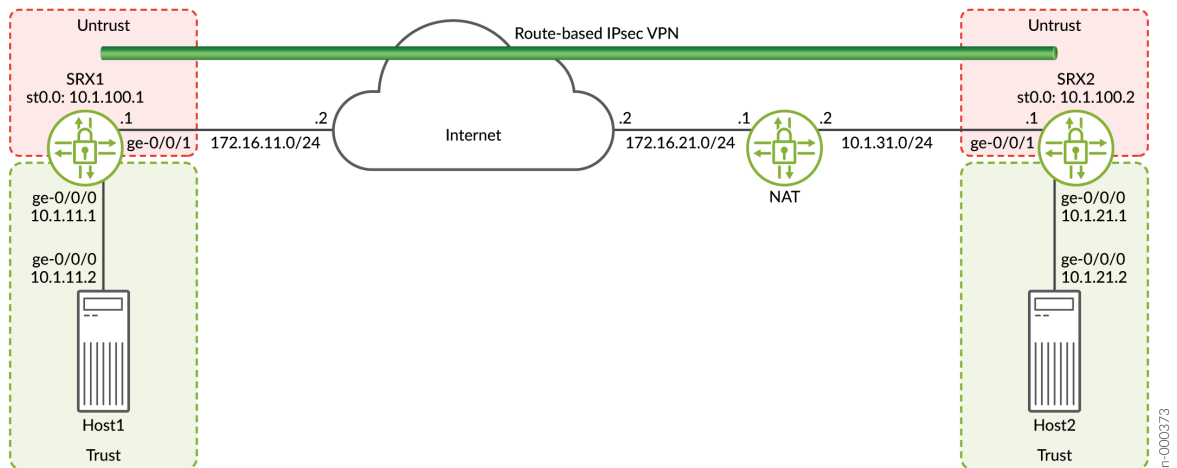 Untrust
Route-based IPsec VPN
Untrust
SRX1
st0.0: 10.1.100.1
SRX2
st0.0: 10.1.100.2
.1
.2
.2
.1
.2
.1
ge-0/0/1
172.16.11.0/24
Internet
172.16.21.0/24
10.1.31.0/24
ge-0/0/1
NAT
ge-0/0/0
10.1.11.1
ge-0/0/0
10.1.21.1
ge-0/0/0
10.1.11.2
ge-0/0/0
10.1.21.2
Host1
Host2
Trust
Trust
n-000373